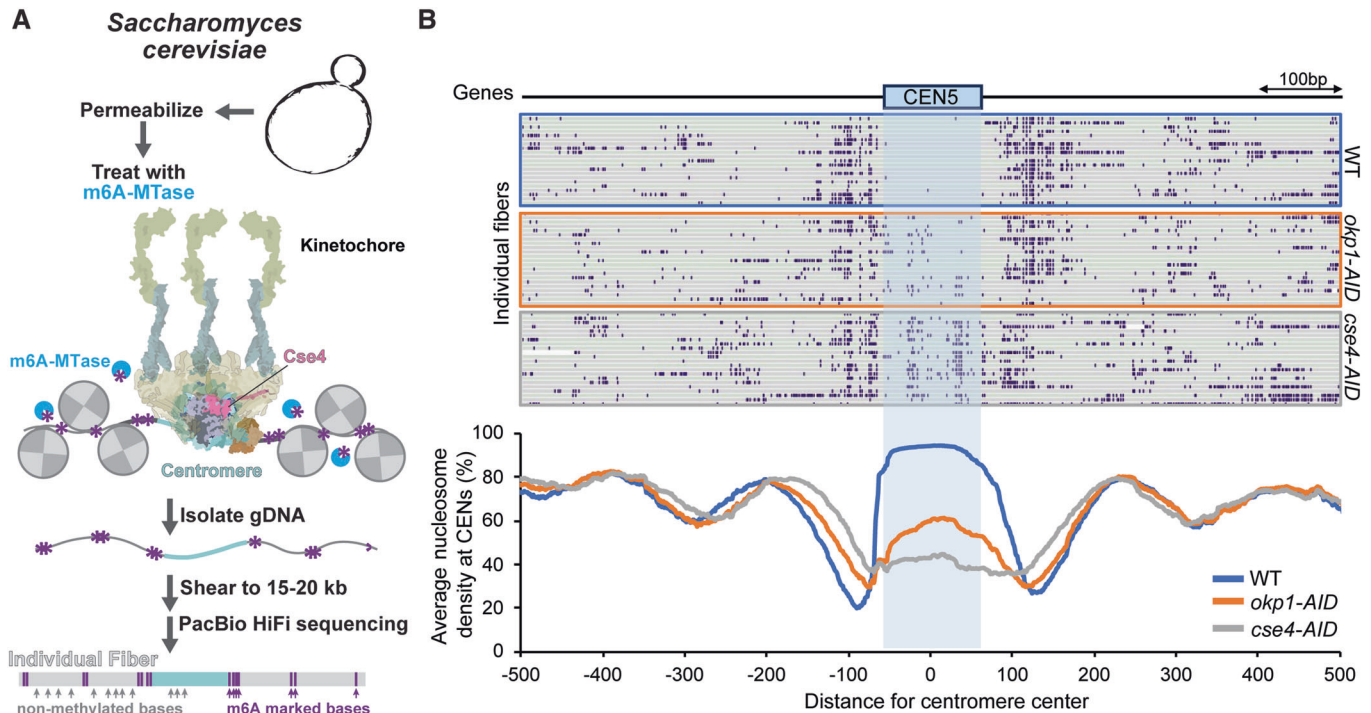 A
Saccharomyces
cerevisiae
Permeabilize
Treat with
m6A-MTase
Kinetochore
m6A-MTase
Cse4
Centromere
Isolate gDNA
Shear to 15-20 kb
PacBio HiFi sequencing
Individual Fiber
non-methylated bases
m6A marked bases
B
Genes
CEN5
100bp
Individual fibers
WT
okp1-AID
cse4-AID
Average nucleosome
density at CENs (%)
100
80
60
40
20
0
WT
okp1-AID
cse4-AID
-500 -400 -300 -200 -100 0 100 200 300 400 500
Distance for centromere center